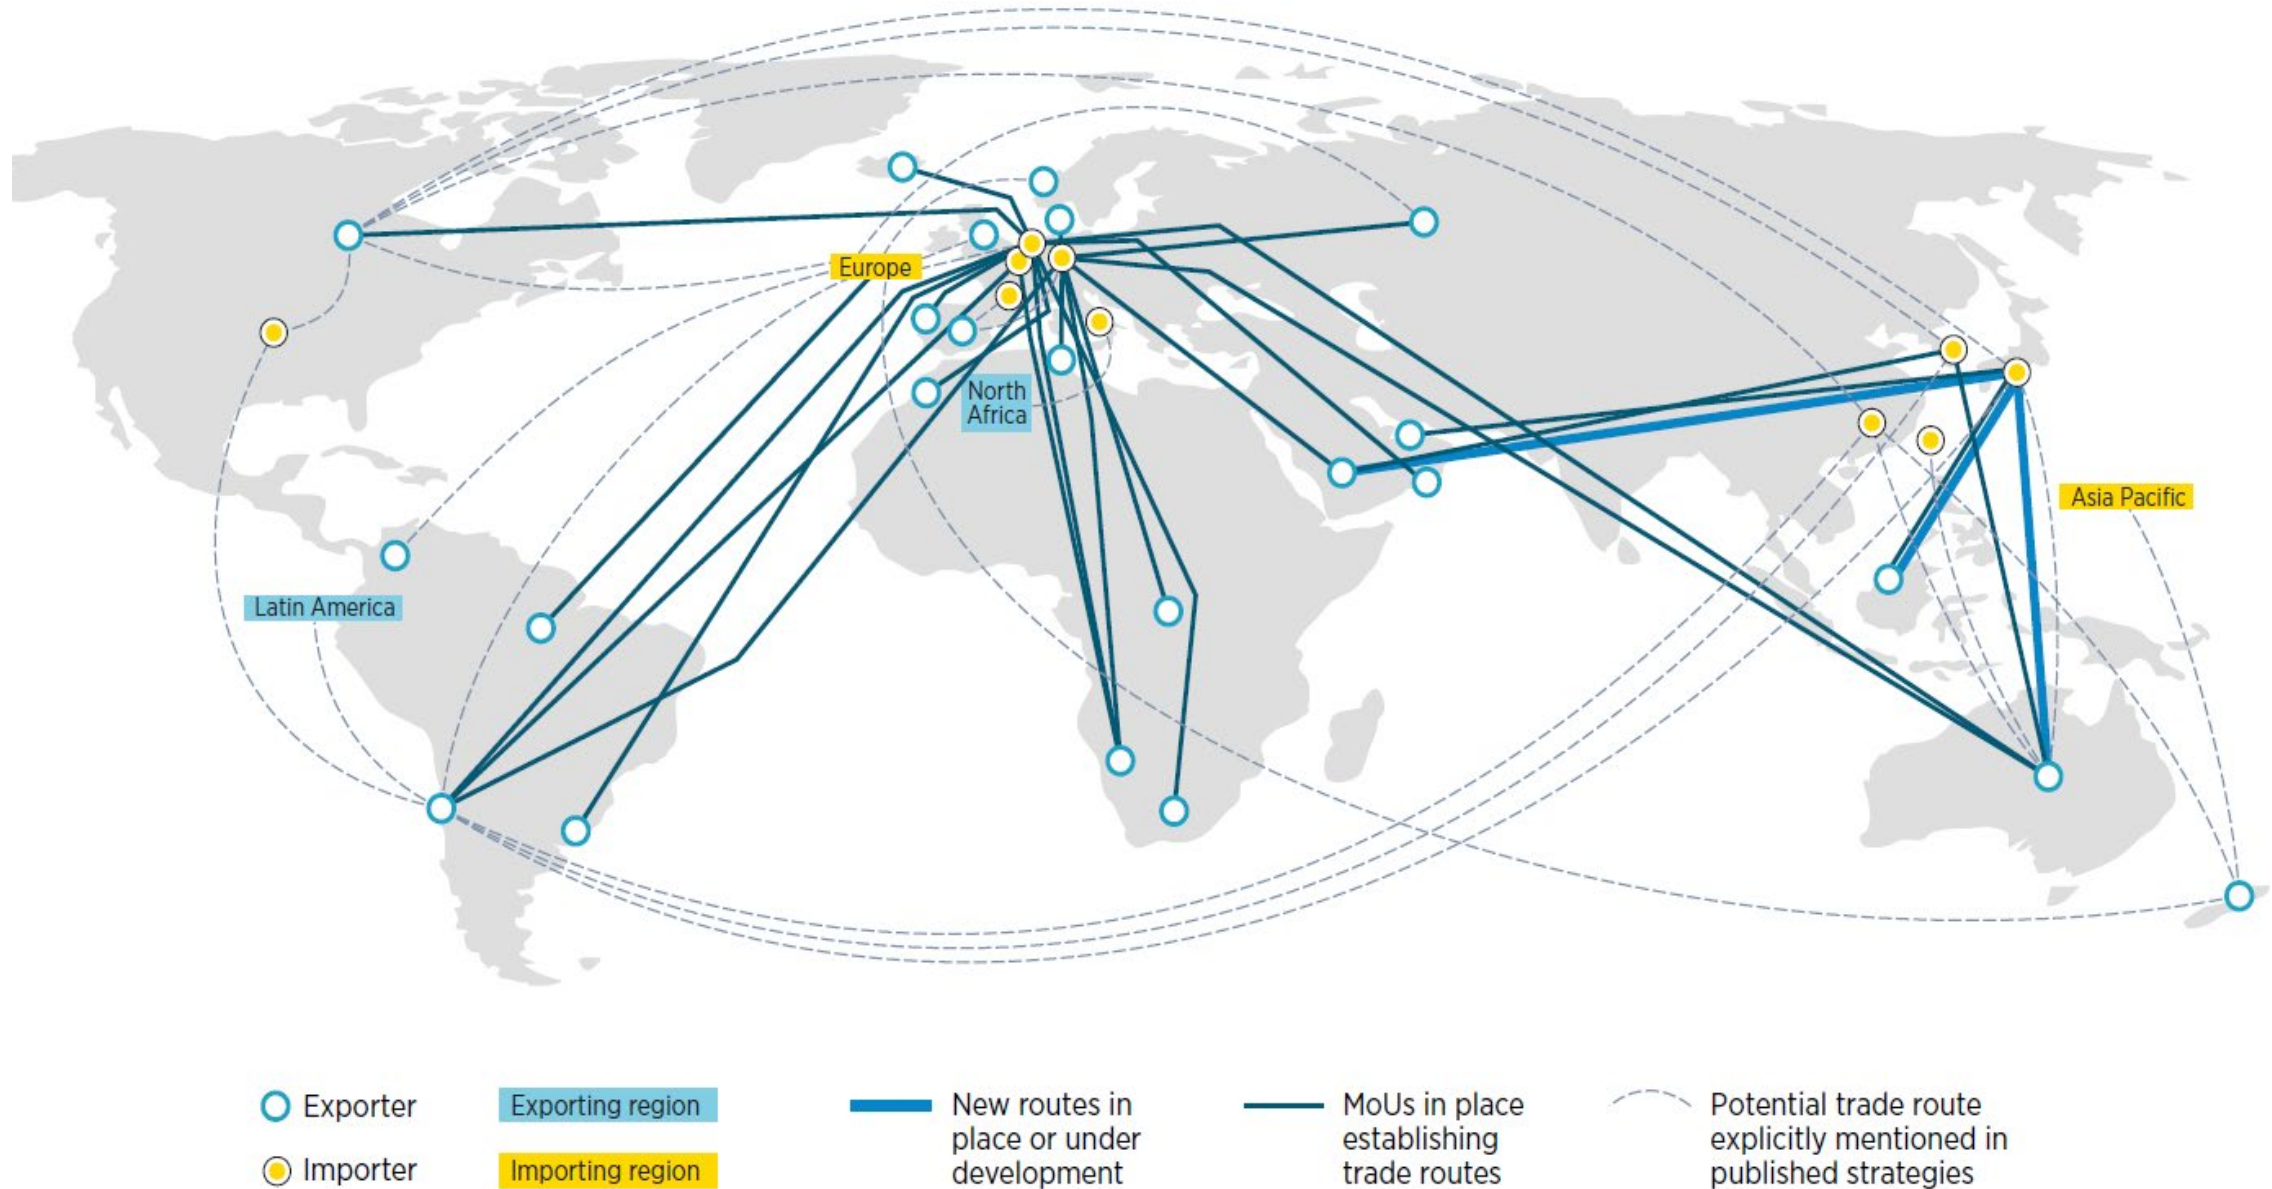 Europe
North
Africa
Asia Pacific
Latin America
Exporter
Exporting region
New routes in
place or under
development
MoUs in place
establishing
trade routes
Potential trade route
explicitly mentioned in
published strategies
Importer
Importing region